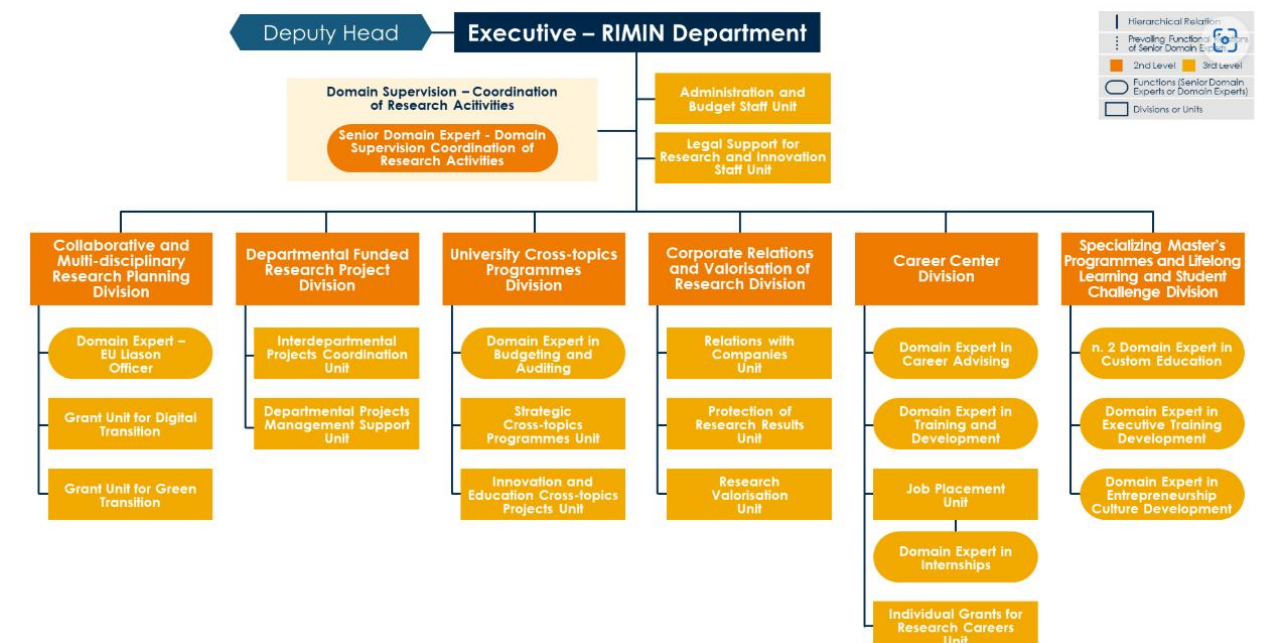 Deputy Head
Executive – RIMIN Department
Hierarchical Relation
Prevailing Functional
of Senior Domain Experts
2nd Level
3rd Level
Functions (Senior Domain
Experts or Domain Experts)
Divisions or Units
Domain Supervision – Coordination
of Research Acitivities
Senior Domain Expert - Domain
Supervision Coordination of
Research Activities
Administration and
Budget Staff Unit
Legal Support for
Research and Innovation
Staff Unit
Collaborative and
Multi-disciplinary
Research Planning
Division
Domain Expert –
EU Liason
Officer
Grant Unit for Digital
Transition
Grant Unit for Green
Transition
Departmental Funded
Research Project
Division
Interdepartmental
Projects Coordination
Unit
Departmental Projects
Management Support
Unit
University Cross-topics
Programmes
Division
Domain Expert in
Budgeting and
Auditing
Strategic
Cross-topics
Programmes Unit
Innovation and
Education Cross-topics
Projects Unit
Corporate Relations
and Valorisation of
Research Division
Relations with
Companies
Unit
Protection of
Research Results
Unit
Research
Valorisation
Unit
Career Center
Division
Domain Expert in
Career Advising
Domain Expert in
Training and
Development
Job Placement
Unit
Domain Expert in
Internships
Individual Grants for
Research Careers
Unit
Specializing Master's
Programmes and Lifelong
Learning and Student
Challenge Division
n. 2 Domain Expert in
Custom Education
Domain Expert in
Executive Training
Development
Domain Expert in
Entrepreneurship
Culture Development